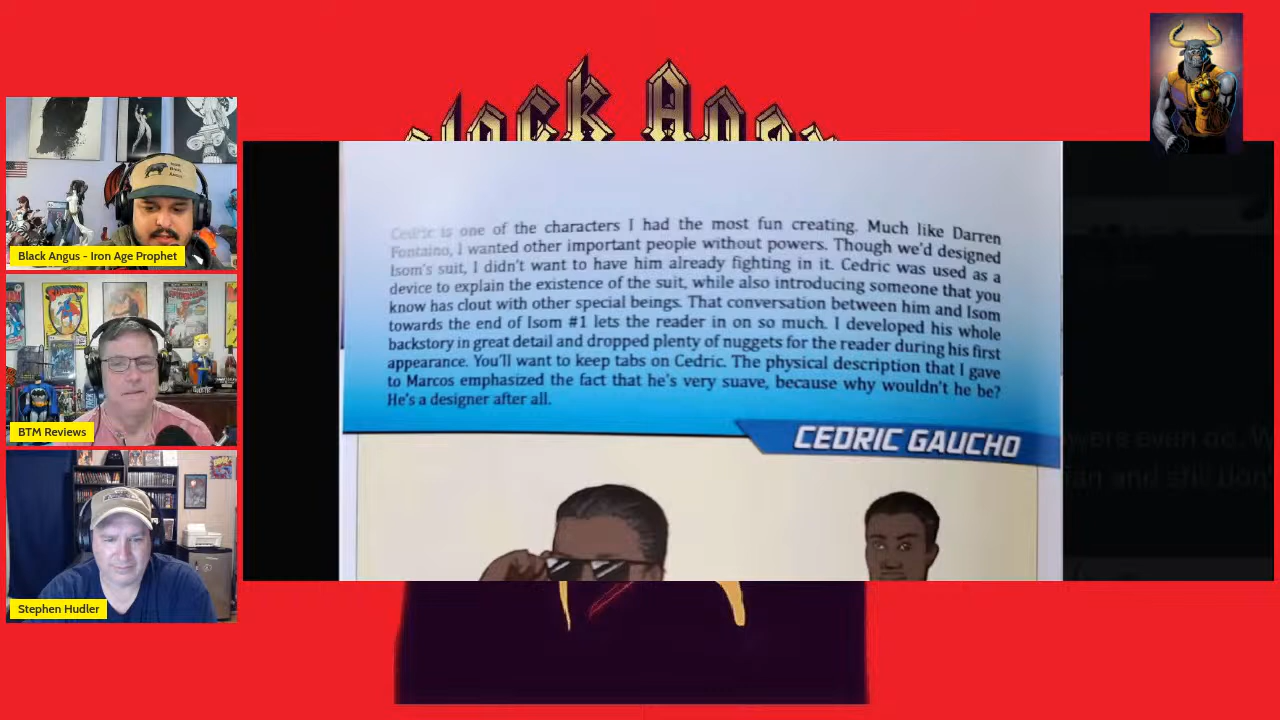 Black Angus
Cedric is one of the characters I had the most fun creating. Much like Darren
Fontaino, I wanted other important people without powers. Though we'd designed
Isom's suit, I didn't want to have him already fighting in it. Cedric was used as a
device to explain the existence of the suit, while also introducing someone that you
know has clout with other special beings. That conversation between him and Isom
towards the end of Isom #1 lets the reader in on so much. I developed his whole
backstory in great detail and dropped plenty of nuggets for the reader during his first
appearance. You'll want to keep tabs on Cedric. The physical description that I gave
to Marcos emphasized the fact that he's very suave, because why wouldn't he be?
He's a designer after all.
CEDRIC GAUCHO
Black Angus - Iron Age Prophet
BTM Reviews
Stephen Hudler